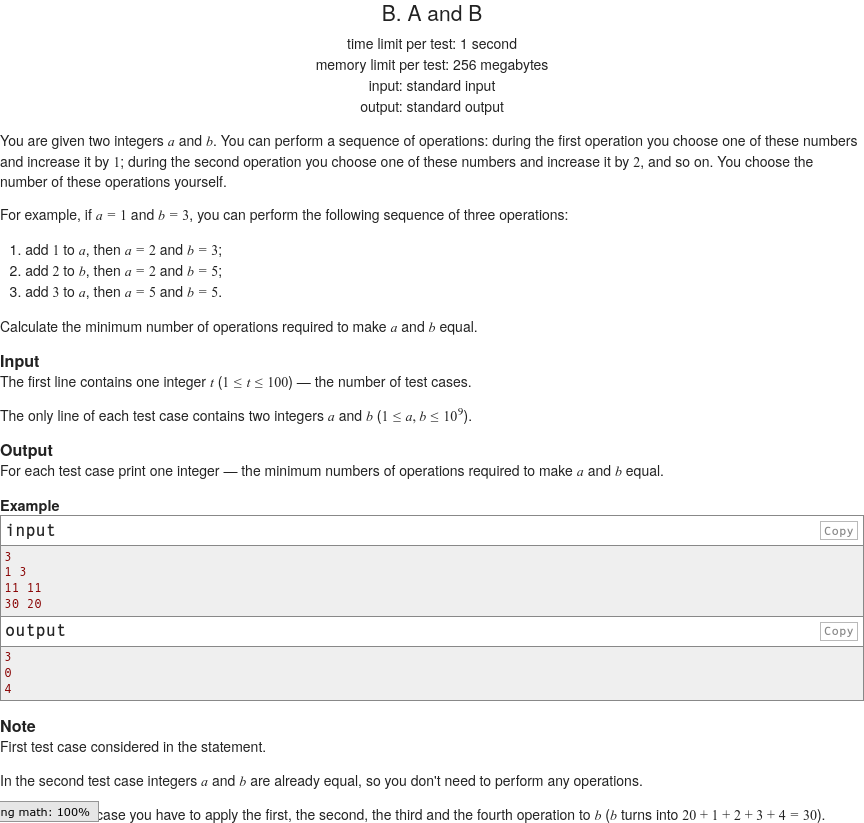 B. A and B
time limit per test: 1 second
memory limit per test: 256 megabytes
input: standard input
output: standard output
You are given two integers a and b. You can perform a sequence of operations: during the first operation you choose one of these numbers
and increase it by 1; during the second operation you choose one of these numbers and increase it by 2, and so on. You choose the
number of these operations yourself.
For example, if a = 1 and b = 3, you can perform the following sequence of three operations:
1. add 1 to a, then a = 2 and b = 3;
2. add 2 to b, then a = 2 and b = 5;
3. add 3 to a, then a = 5 and b = 5.
Calculate the minimum number of operations required to make a and b equal.
Input
The first line contains one integer t (1 ≤ t ≤ 100) — the number of test cases.
The only line of each test case contains two integers a and b (1 ≤ a, b ≤ 10⁹).
Output
For each test case print one integer — the minimum numbers of operations required to make a and b equal.
Example
input Copy
3
1 3
11 11
30 20
output Copy
3
0
4
Note
First test case considered in the statement.
In the second test case integers a and b are already equal, so you don't need to perform any operations.
ng math: 100% case you have to apply the first, the second, the third and the fourth operation to b (b turns into 20 + 1 + 2 + 3 + 4 = 30).